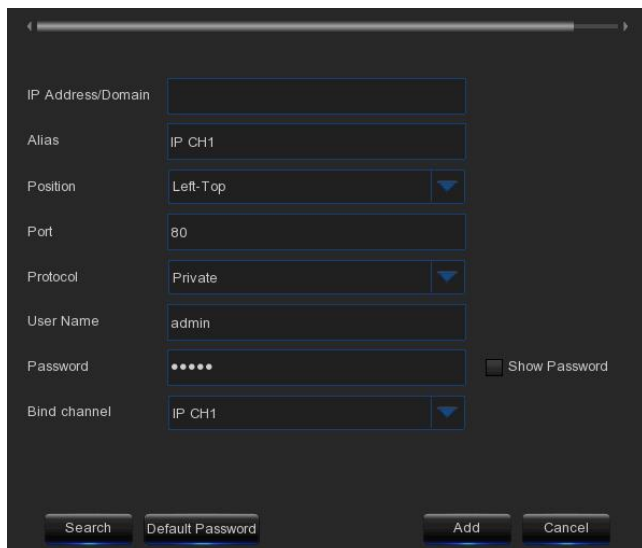 IP Address/Domain
Alias IP CH1
Position Left-Top
Port 80
Protocol Private
User Name admin
Password ••••• Show Password
Bind channel IP CH1
Search Default Password Add Cancel